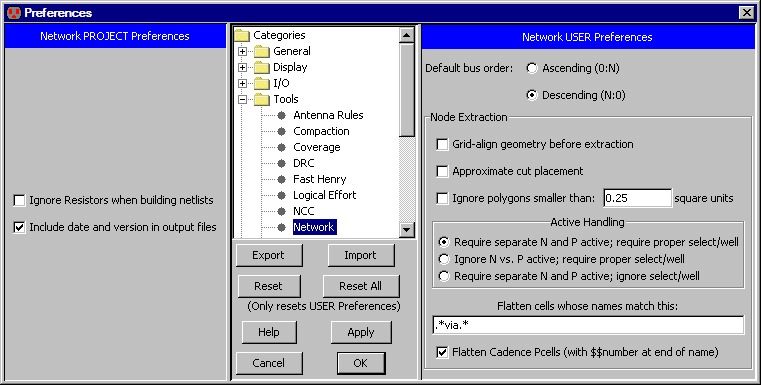 Preferences
Network PROJECT Preferences
Ignore Resistors when building netlists
Include date and version in output files
Categories
General
Display
I/O
Tools
Antenna Rules
Compaction
Coverage
DRC
Fast Henry
Logical Effort
NCC
Network
Export
Import
Reset
Reset All
(Only resets USER Preferences)
Help
Apply
Cancel
OK
Network USER Preferences
Default bus order:
Ascending (0:N)
Descending (N:0)
Node Extraction
Grid-align geometry before extraction
Approximate cut placement
Ignore polygons smaller than: 0.25 square units
Active Handling
Require separate N and P active; require proper select/well
Ignore N vs. P active; require proper select/well
Require separate N and P active; ignore select/well
Flatten cells whose names match this:
.*via.*
Flatten Cadence Pcells (with $$number at end of name)